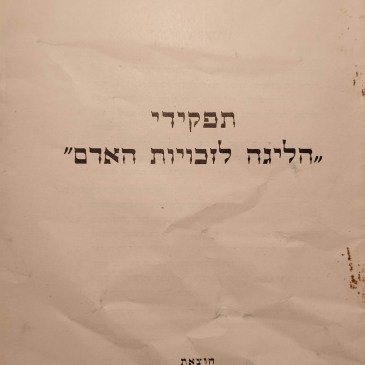 תפקידי
„הליגה לזכויות האדם"
הוצאת